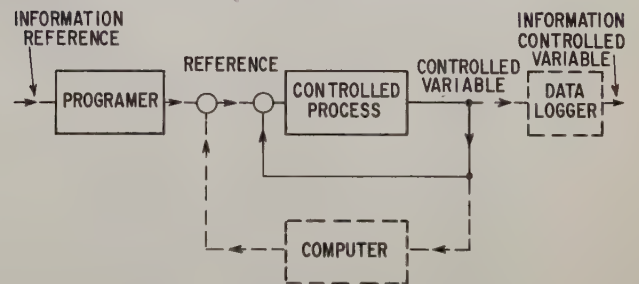 INFORMATION
REFERENCE
PROGRAMER
REFERENCE
CONTROLLED
PROCESS
CONTROLLED
VARIABLE
INFORMATION
CONTROLLED
VARIABLE
DATA
LOGGER
COMPUTER